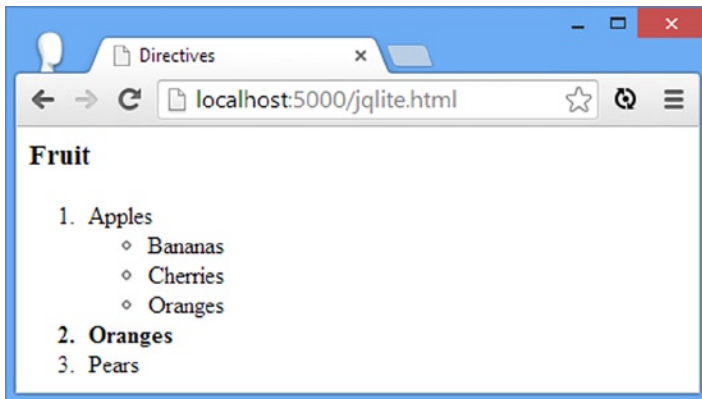 Directives
localhost:5000/jqlite.html
Fruit
1. Apples
Bananas
Cherries
Oranges
2. Oranges
3. Pears